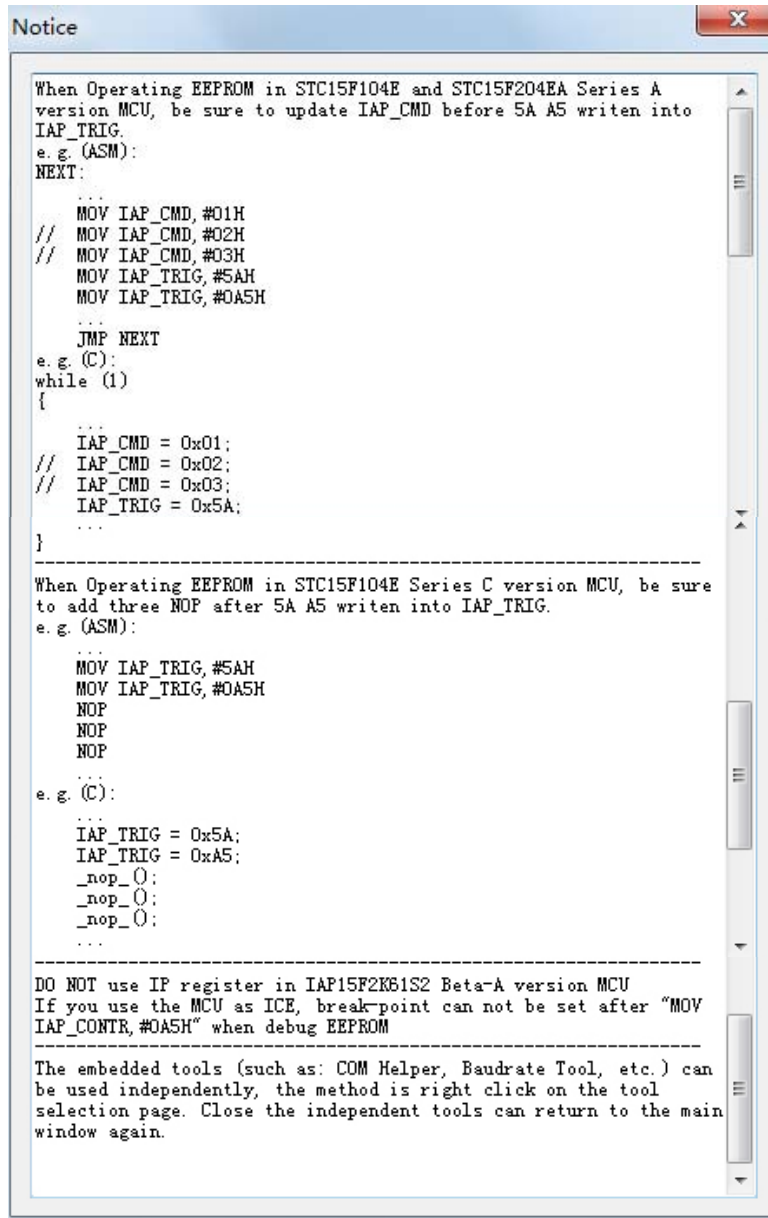 Notice
When Operating EEPROM in STC15F104E and STC15F204EA Series A
version MCU, be sure to update IAP_CMD before 5A A5 writen into
IAP_TRIG.
e.g.(ASM):
NEXT:
...
MOV IAP_CMD,#01H
// MOV IAP_CMD,#02H
// MOV IAP_CMD,#03H
MOV IAP_TRIG,#5AH
MOV IAP_TRIG,#0A5H
...
JMP NEXT
e.g.(C):
while (1)
{
...
IAP_CMD = 0x01;
// IAP_CMD = 0x02;
// IAP_CMD = 0x03;
IAP_TRIG = 0x5A;
...
}
----------------------------------------------------------------
When Operating EEPROM in STC15F104E Series C version MCU, be sure
to add three NOP after 5A A5 writen into IAP_TRIG.
e.g.(ASM):
...
MOV IAP_TRIG,#5AH
MOV IAP_TRIG,#0A5H
NOP
NOP
NOP
...
e.g.(C):
...
IAP_TRIG = 0x5A;
IAP_TRIG = 0xA5;
_nop_();
_nop_();
_nop_();
...
----------------------------------------------------------------
DO NOT use IP register in IAP15F2K61S2 Beta-A version MCU
If you use the MCU as ICE, break-point can not be set after "MOV
IAP_CONTR,#0A5H" when debug EEPROM
----------------------------------------------------------------
The embedded tools (such as: COM Helper, Baudrate Tool, etc.) can
be used independently, the method is right click on the tool
selection page. Close the independent tools can return to the main
window again.